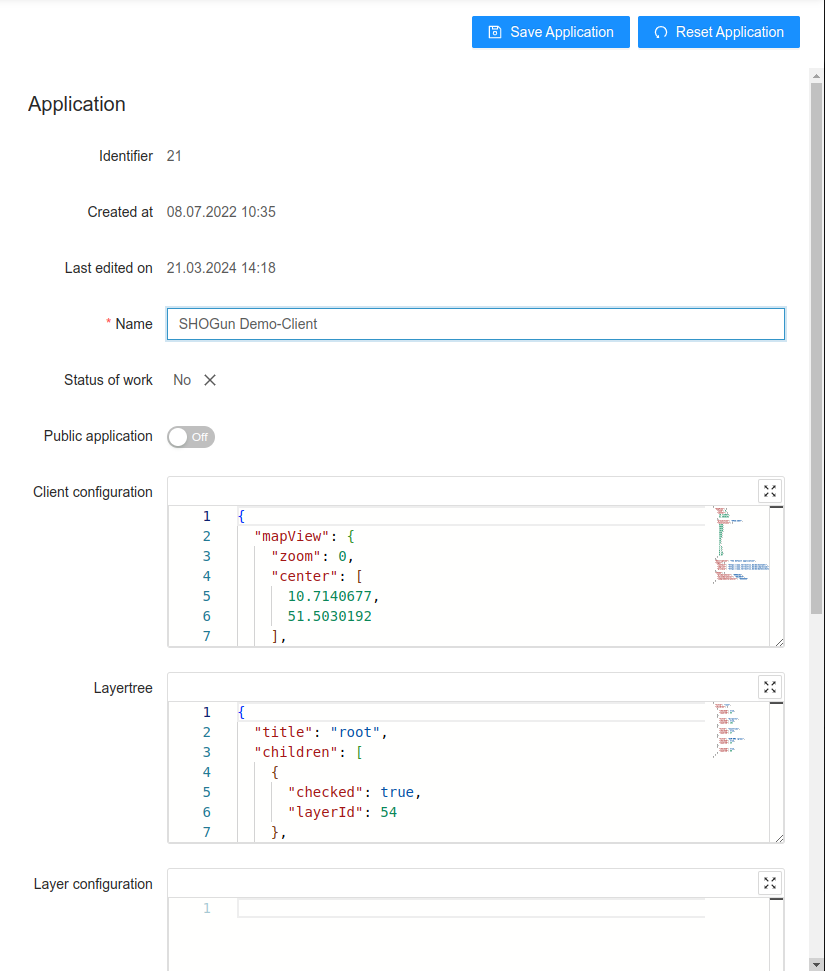 Save Application
Reset Application
Application
Identifier 21
Created at 08.07.2022 10:35
Last edited on 21.03.2024 14:18
* Name SHOGun Demo-Client
Status of work No
Public application Off
Client configuration
1 {
2 "mapView": {
3 "zoom": 0,
4 "center": [
5 10.7140677,
6 51.5030192
7 ],
Layertree
1 {
2 "title": "root",
3 "children": [
4 {
5 "checked": true,
6 "layerId": 54
7 },
Layer configuration
1